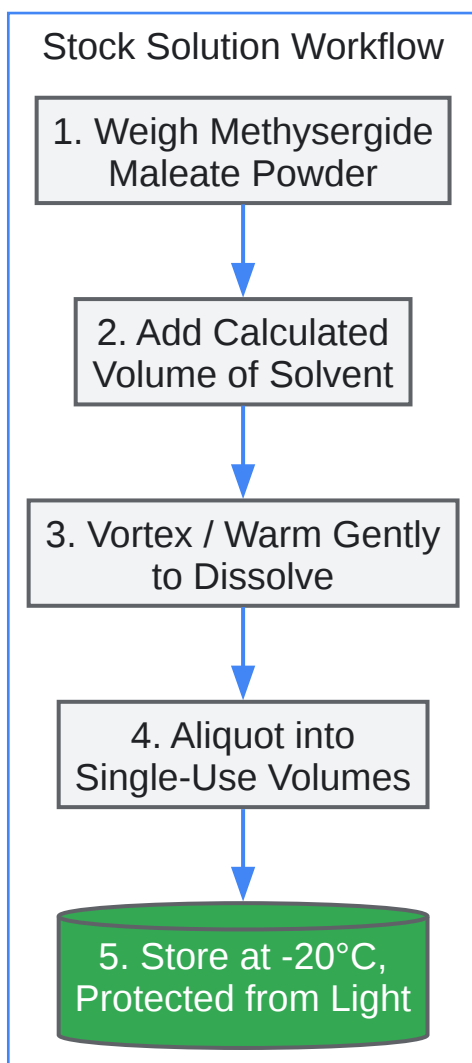 Stock Solution Workflow
1. Weigh Methysergide
Maleate Powder
2. Add Calculated
Volume of Solvent
3. Vortex / Warm Gently
to Dissolve
4. Aliquot into
Single-Use Volumes
5. Store at -20°C,
Protected from Light